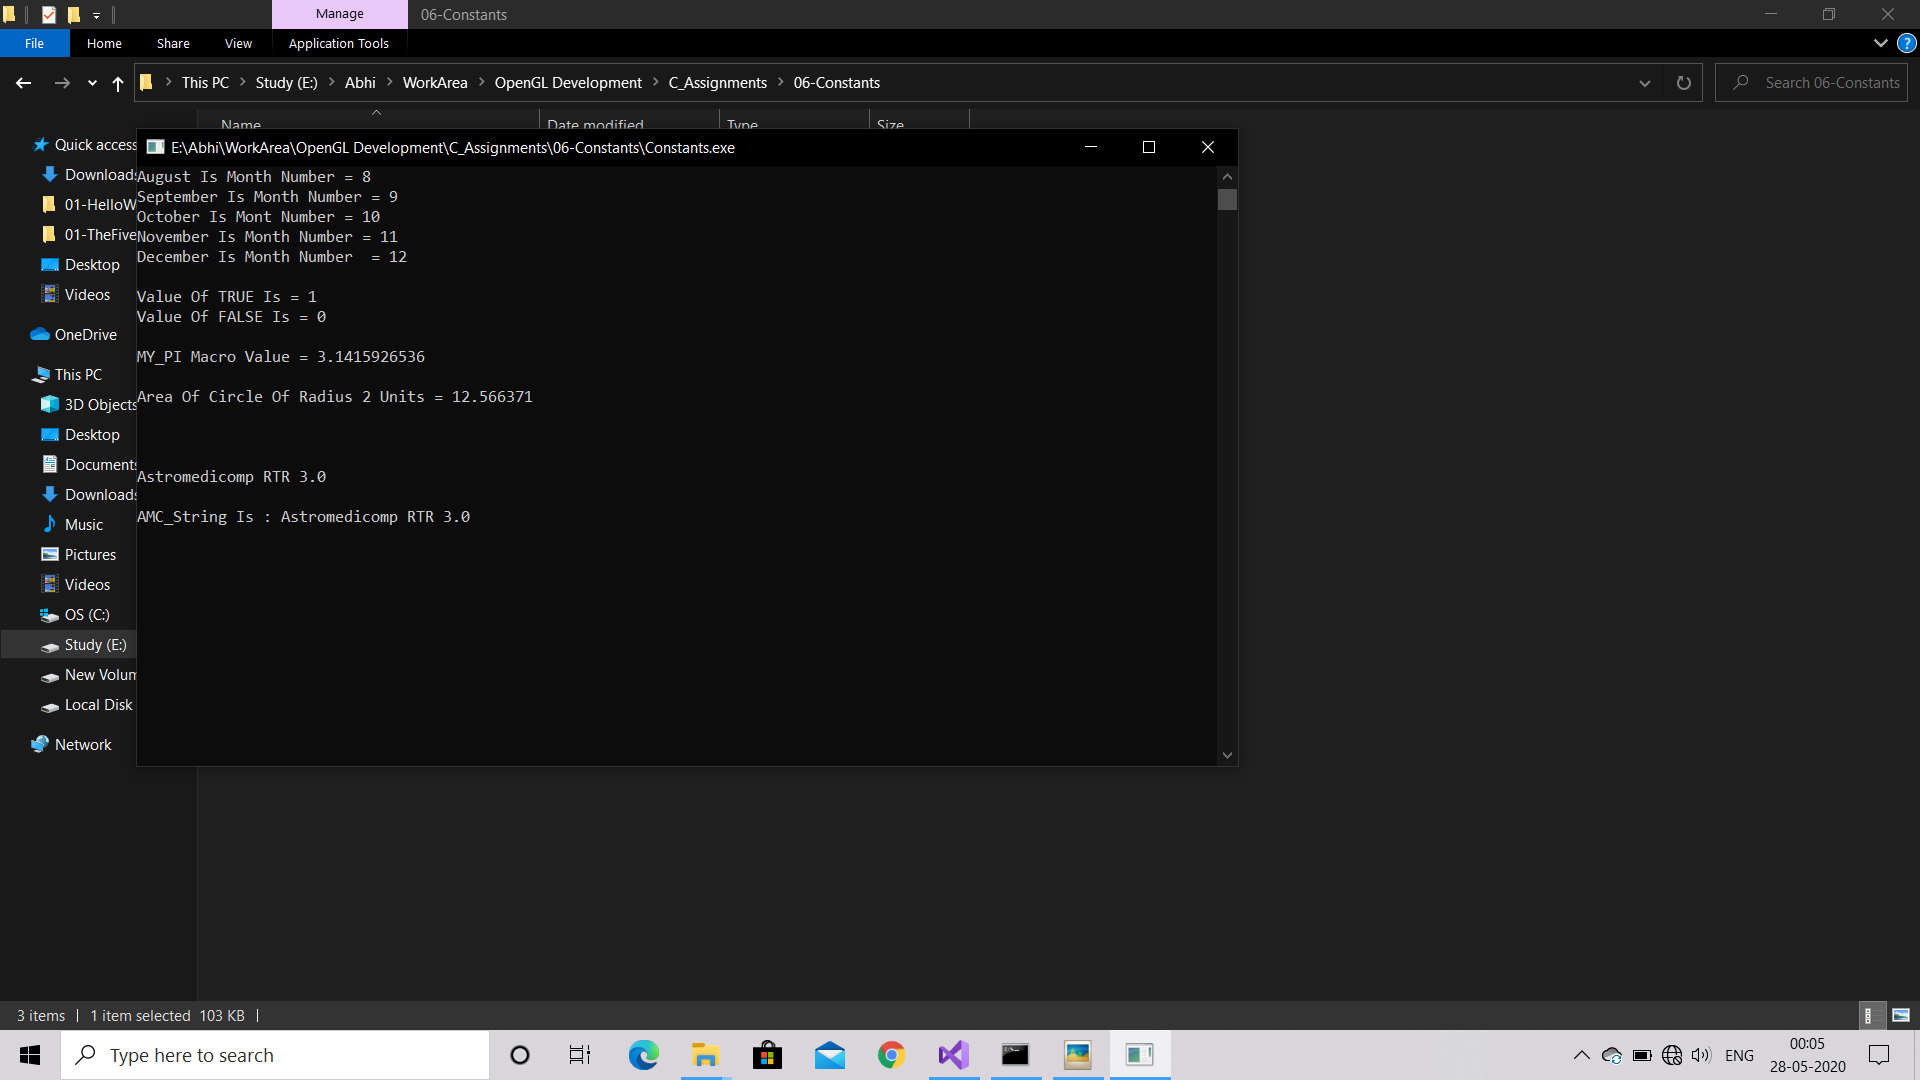 Manage
06-Constants
File
Home
Share
View
Application Tools
This PC
Study (E:)
Abhi
WorkArea
OpenGL Development
C_Assignments
06-Constants
Search 06-Constants
Name
Date modified
Type
Size
E:\Abhi\WorkArea\OpenGL Development\C_Assignments\06-Constants\Constants.exe
August Is Month Number = 8
September Is Month Number = 9
October Is Mont Number = 10
November Is Month Number = 11
December Is Month Number  = 12
Value Of TRUE Is = 1
Value Of FALSE Is = 0
MY_PI Macro Value = 3.1415926536
Area Of Circle Of Radius 2 Units = 12.566371
Astromedicomp RTR 3.0
AMC_String Is : Astromedicomp RTR 3.0
Quick access
Downloads
01-HelloW
01-TheFive
Desktop
Videos
OneDrive
This PC
3D Objects
Desktop
Documents
Downloads
Music
Pictures
Videos
OS (C:)
Study (E:)
New Volum
Local Disk
Network
3 items
1 item selected 103 KB
Type here to search
ENG
00:05
28-05-2020